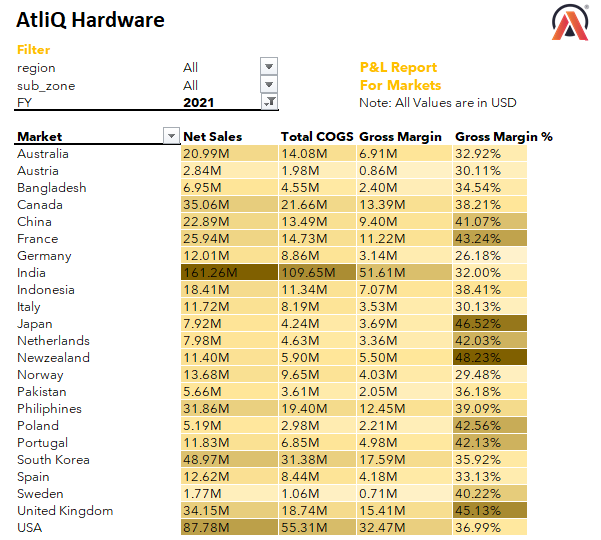 AtliQ Hardware
Filter
region All P&L Report
sub_zone All For Markets
FY 2021 Note: All Values are in USD
Market Net Sales Total COGS Gross Margin Gross Margin %
Australia 20.99M 14.08M 6.91M 32.92%
Austria 2.84M 1.98M 0.86M 30.11%
Bangladesh 6.95M 4.55M 2.40M 34.54%
Canada 35.06M 21.66M 13.39M 38.21%
China 22.89M 13.49M 9.40M 41.07%
France 25.94M 14.73M 11.22M 43.24%
Germany 12.01M 8.86M 3.14M 26.18%
India 161.26M 109.65M 51.61M 32.00%
Indonesia 18.41M 11.34M 7.07M 38.41%
Italy 11.72M 8.19M 3.53M 30.13%
Japan 7.92M 4.24M 3.69M 46.52%
Netherlands 7.98M 4.63M 3.36M 42.03%
Newzealand 11.40M 5.90M 5.50M 48.23%
Norway 13.68M 9.65M 4.03M 29.48%
Pakistan 5.66M 3.61M 2.05M 36.18%
Philiphines 31.86M 19.40M 12.45M 39.09%
Poland 5.19M 2.98M 2.21M 42.56%
Portugal 11.83M 6.85M 4.98M 42.13%
South Korea 48.97M 31.38M 17.59M 35.92%
Spain 12.62M 8.44M 4.18M 33.13%
Sweden 1.77M 1.06M 0.71M 40.22%
United Kingdom 34.15M 18.74M 15.41M 45.13%
USA 87.78M 55.31M 32.47M 36.99%